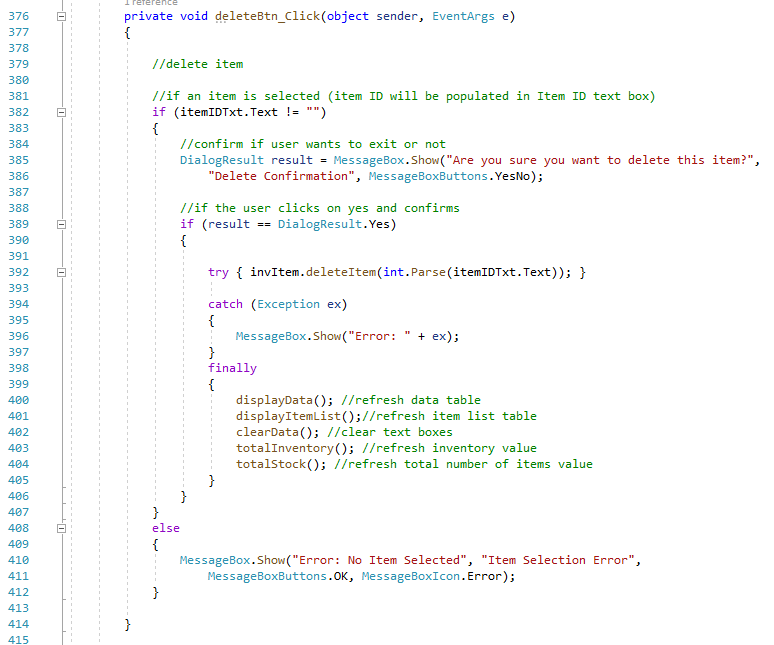 1 reference
376 private void deleteBtn_Click(object sender, EventArgs e)
377 {
378
379 //delete item
380
381 //if an item is selected (item ID will be populated in Item ID text box)
382 if (itemIDTxt.Text != "")
383 {
384 //confirm if user wants to exit or not
385 DialogResult result = MessageBox.Show("Are you sure you want to delete this item?",
386 "Delete Confirmation", MessageBoxButtons.YesNo);
387
388 //if the user clicks on yes and confirms
389 if (result == DialogResult.Yes)
390 {
391
392 try { invItem.deleteItem(int.Parse(itemIDTxt.Text)); }
393
394 catch (Exception ex)
395 {
396 MessageBox.Show("Error: " + ex);
397 }
398 finally
399 {
400 displayData(); //refresh data table
401 displayItemList();//refresh item list table
402 clearData(); //clear text boxes
403 totalInventory(); //refresh inventory value
404 totalStock(); //refresh total number of items value
405 }
406 }
407 }
408 else
409 {
410 MessageBox.Show("Error: No Item Selected", "Item Selection Error",
411 MessageBoxButtons.OK, MessageBoxIcon.Error);
412 }
413
414 }
415